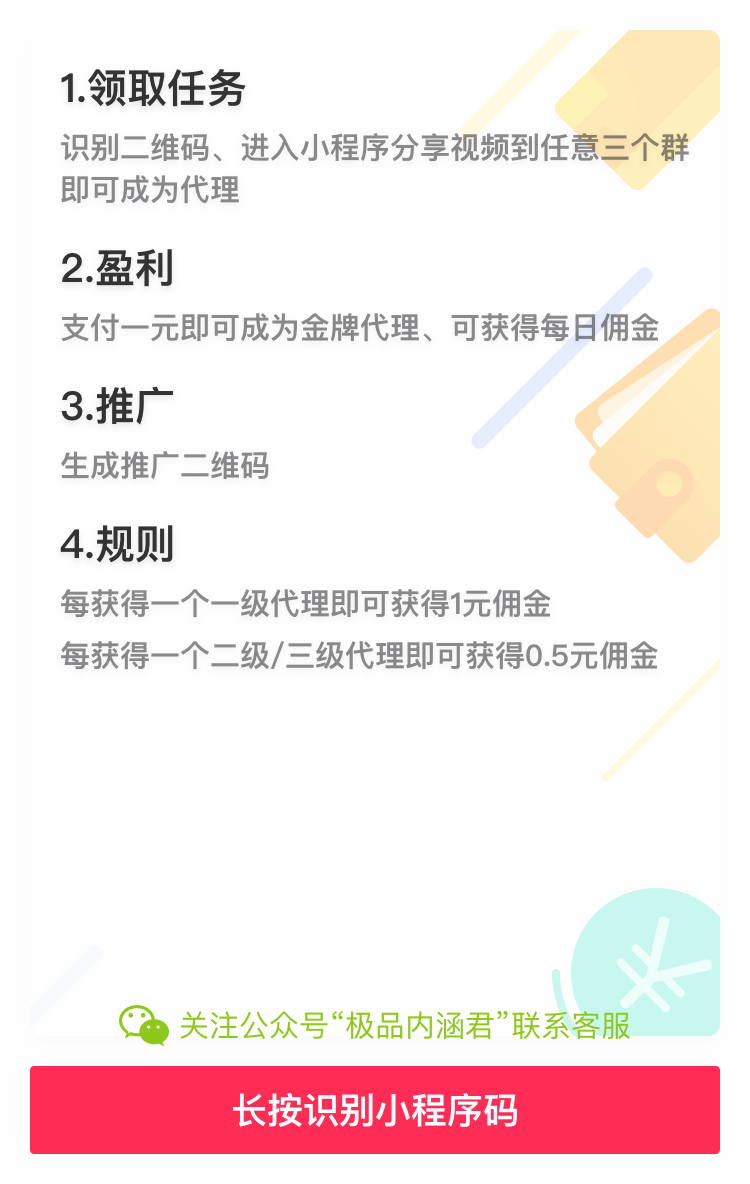 1.领取任务
识别二维码、进入小程序分享视频到任意三个群
即可成为代理
2.盈利
支付一元即可成为金牌代理、可获得每日佣金
3.推广
生成推广二维码
4.规则
每获得一个一级代理即可获得1元佣金
每获得一个二级/三级代理即可获得0.5元佣金
关注公众号“极品内涵君”联系客服
长按识别小程序码